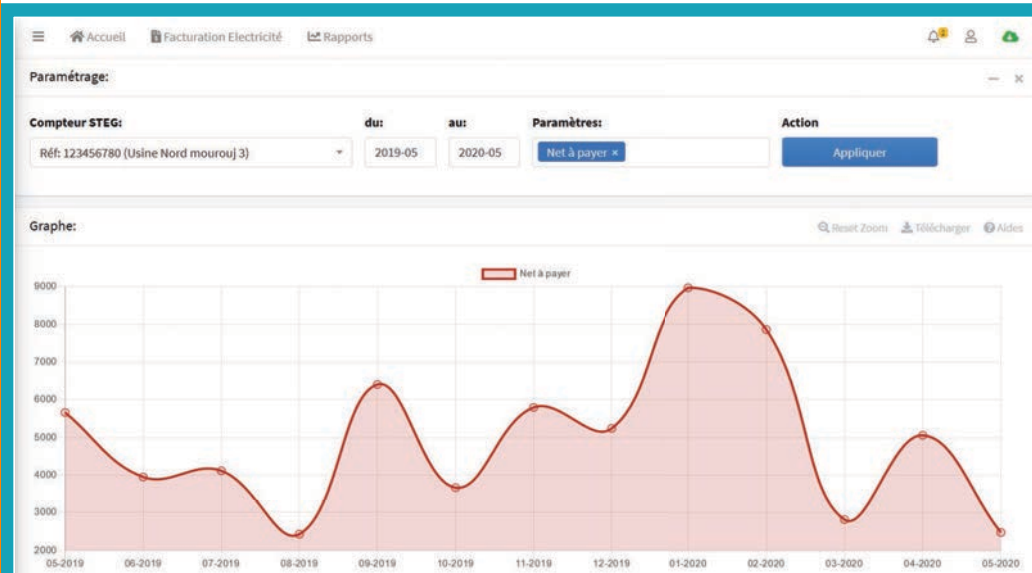 Accueil Facturation Electricité Rapports 2
Paramétrage:
Compteur STEG: du: au: Paramètres: Action
Réf: 123456780 (Usine Nord mourouj 3) 2019-05 2020-05 Net à payer × Appliquer
Graphe: Reset Zoom Télécharger Aides
Net à payer
9000
8000
7000
6000
5000
4000
3000
2000
05-2019 06-2019 07-2019 08-2019 09-2019 10-2019 11-2019 12-2019 01-2020 02-2020 03-2020 04-2020 05-2020